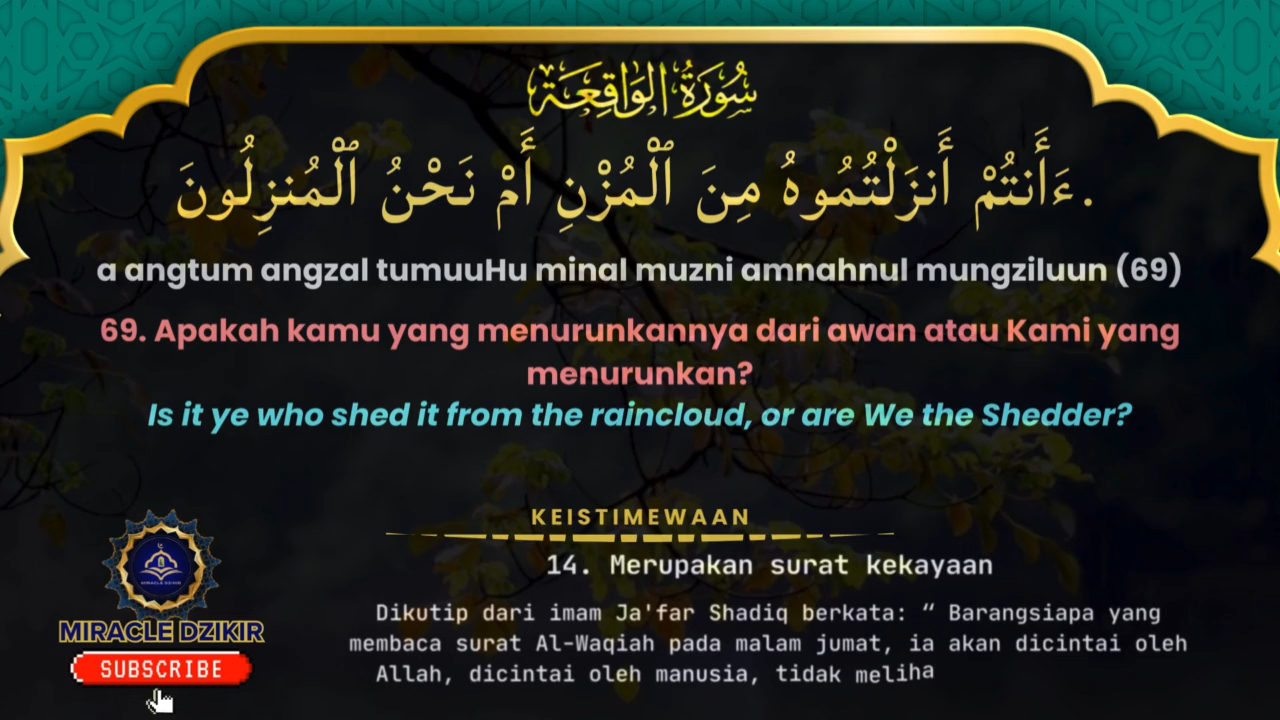 سُورَةُ الوَاقِعَة
ءَأَنتُمْ أَنزَلْتُمُوهُ مِنَ ٱلْمُزْنِ أَمْ نَحْنُ ٱلْمُنزِلُونَ.
a angtum angzal tumuuHu minal muzni amnahnul mungziluun (69)
69. Apakah kamu yang menurunkannya dari awan atau Kami yang
menurunkan?
Is it ye who shed it from the raincloud, or are We the Shedder?
KEISTIMEWAAN
14. Merupakan surat kekayaan
Dikutip dari imam Ja'far Shadiq berkata: “ Barangsiapa yang
membaca surat Al-Waqiah pada malam jumat, ia akan dicintai oleh
Allah, dicintai oleh manusia, tidak meliha
MIRACLE DZIKIR
MIRACLE DZIKIR
SUBSCRIBE